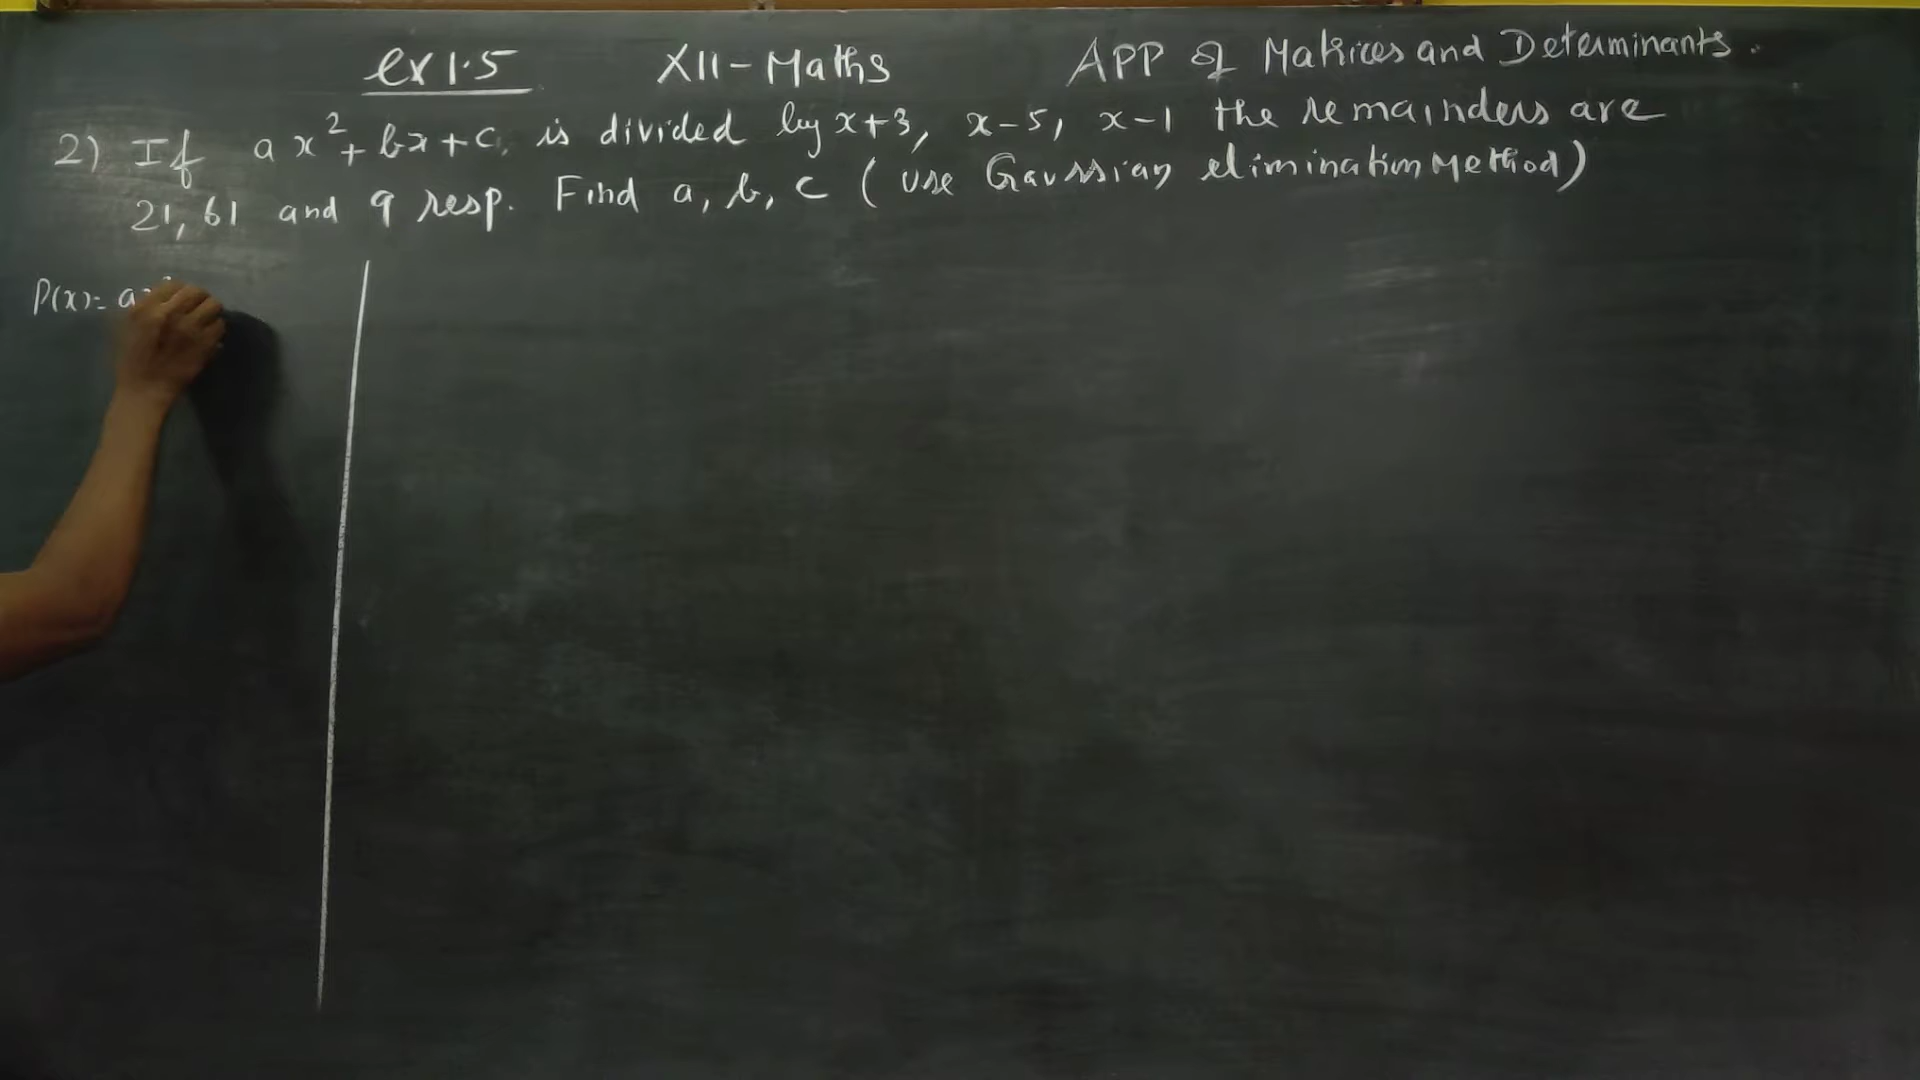 ex 1.5 XII - Maths APP of Matrices and Determinants.
2) If ax²+bx+c, is divided by x+3, x-5, x-1 the remainders are
21, 61 and 9 resp. Find a, b, c (use Gaussian elimination Method)
P(x)= a